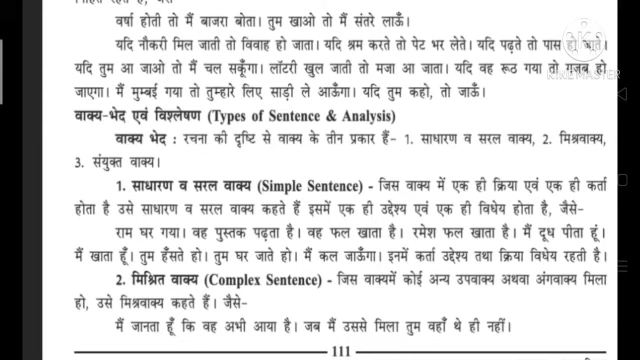 वर्षा होती तो मैं बाजरा बोता। तुम खाओ तो मैं संतरे लाऊँ।
यदि नौकरी मिल जाती तो विवाह हो जाता। यदि श्रम करते तो पेट भर लेते। यदि पढ़ते तो पास हो जाते।
यदि तुम आ जाओ तो मैं चल सकूँगा। लॉटरी खुल जाती तो मजा आ जाता। यदि वह रूठ गया तो गजब हो
जाएगा। मैं मुम्बई गया तो तुम्हारे लिए साड़ी ले आऊँगा। यदि तुम कहो, तो जाऊँ।
KINEMASTER
वाक्य-भेद एवं विश्लेषण (Types of Sentence & Analysis)
वाक्य भेद : रचना की दृष्टि से वाक्य के तीन प्रकार हैं- 1. साधारण व सरल वाक्य, 2. मिश्रवाक्य,
3. संयुक्त वाक्य।
1. साधारण व सरल वाक्य (Simple Sentence) - जिस वाक्य में एक ही क्रिया एवं एक ही कर्ता
होता है उसे साधारण व सरल वाक्य कहते हैं इसमें एक ही उद्देश्य एवं एक ही विधेय होता है, जैसे-
राम घर गया। वह पुस्तक पढ़ता है। वह फल खाता है। रमेश फल खाता है। मैं दूध पीता हूं।
मैं खाता हूँ। तुम हँसते हो। तुम घर जाते हो। मैं कल जाऊँगा। इनमें कर्ता उद्देश्य तथा क्रिया विधेय रहती है।
2. मिश्रित वाक्य (Complex Sentence) - जिस वाक्यमें कोई अन्य उपवाक्य अथवा अंगवाक्य मिला
हो, उसे मिश्रवाक्य कहते हैं। जैसे-
मैं जानता हूँ कि वह अभी आया है। जब मैं उससे मिला तुम वहाँ थे ही नहीं।
111